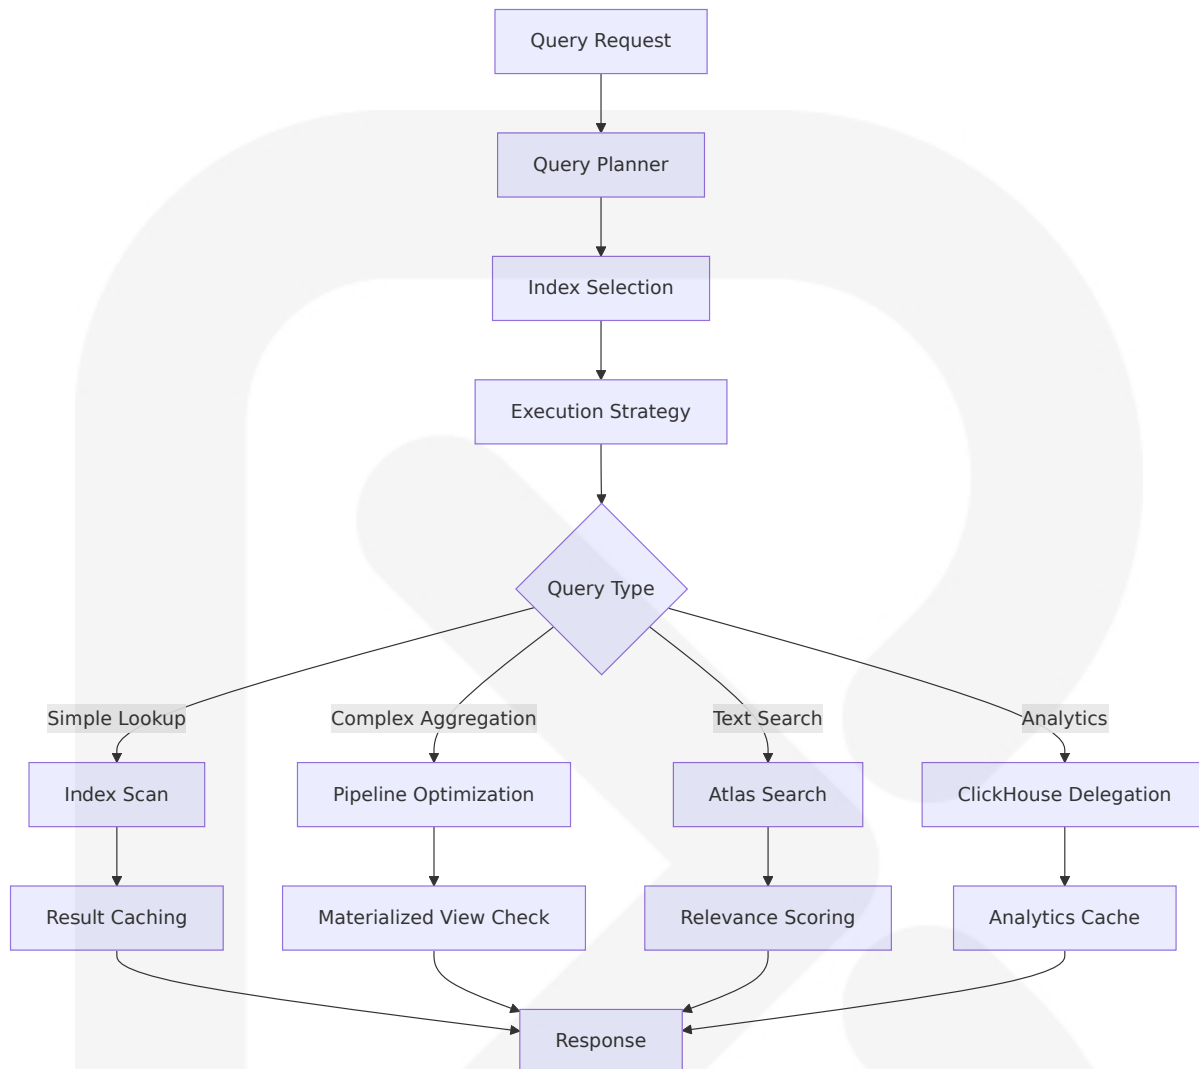 Query Request
Query Planner
Index Selection
Execution Strategy
Query Type
Simple Lookup
Complex Aggregation
Text Search
Analytics
Index Scan
Pipeline Optimization
Atlas Search
ClickHouse Delegation
Result Caching
Materialized View Check
Relevance Scoring
Analytics Cache
Response